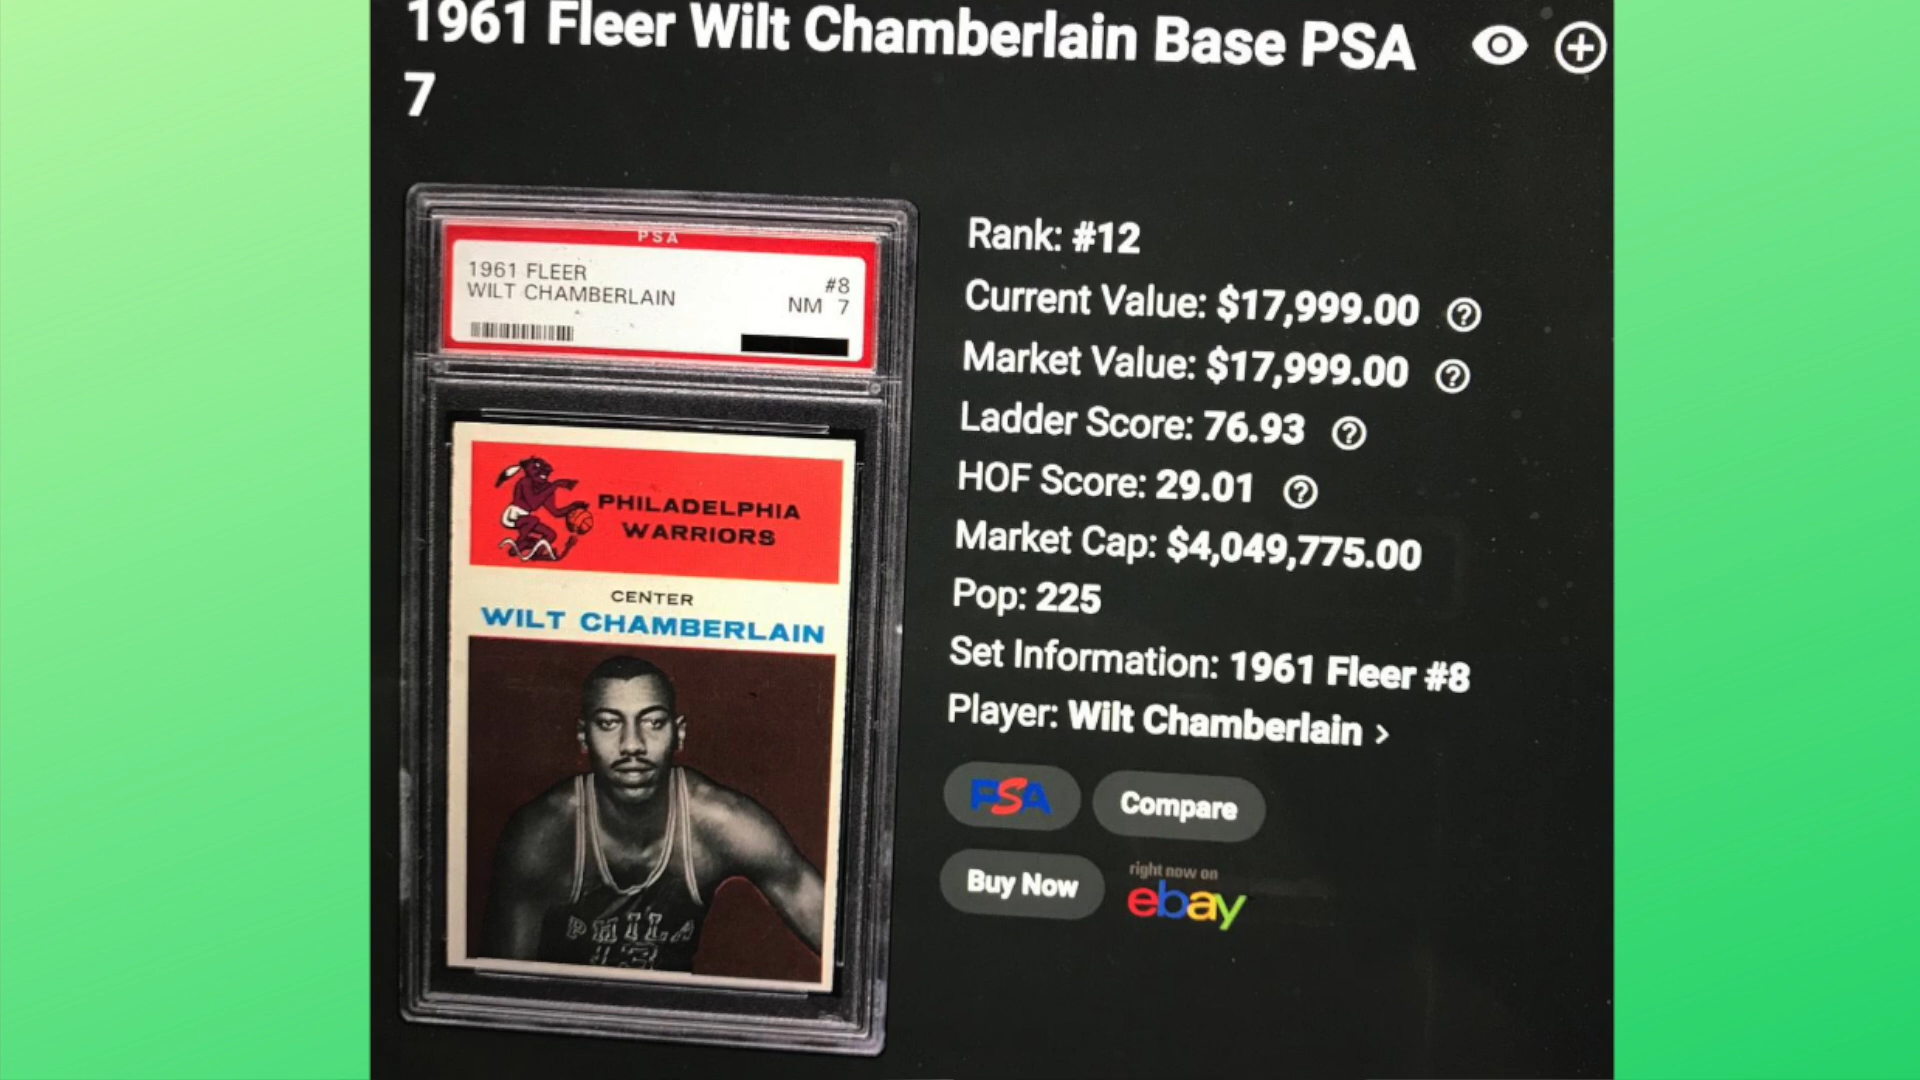 1961 Fleer Wilt Chamberlain Base PSA
7
PSA
1961 FLEER #8
WILT CHAMBERLAIN NM 7
PHILADELPHIA
WARRIORS
CENTER
WILT CHAMBERLAIN
PHILA
13
Rank: #12
Current Value: $17,999.00
Market Value: $17,999.00
Ladder Score: 76.93
HOF Score: 29.01
Market Cap: $4,049,775.00
Pop: 225
Set Information: 1961 Fleer #8
Player: Wilt Chamberlain >
PSA Compare
Buy Now right now on
ebay